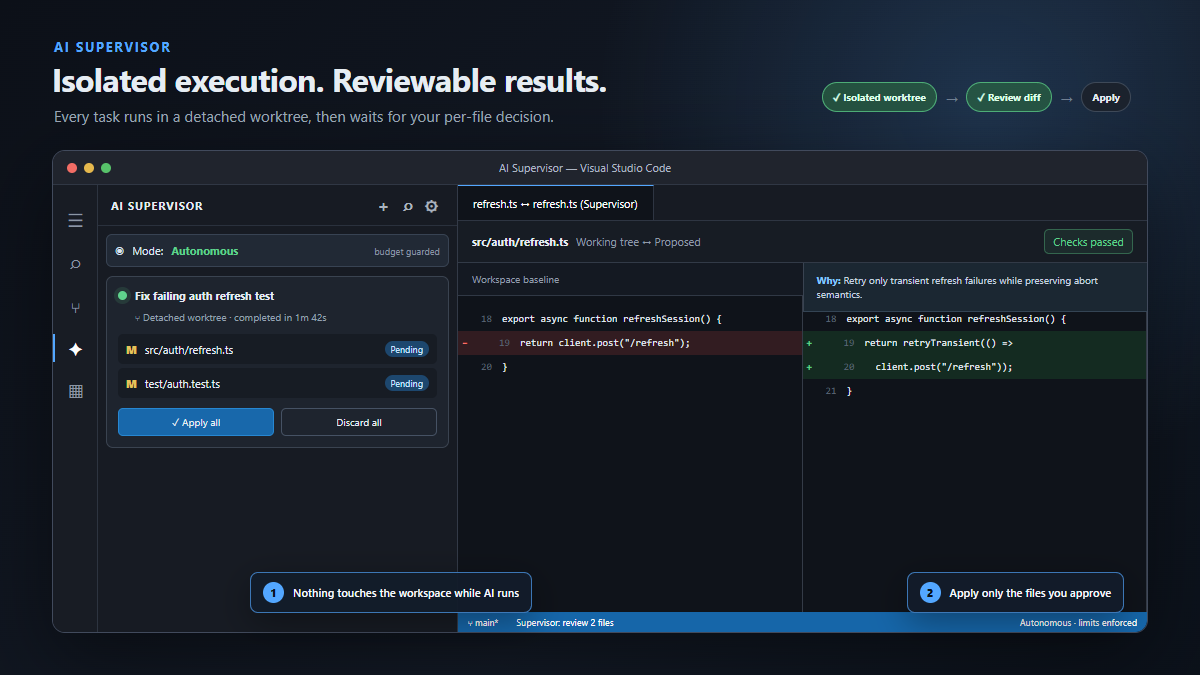 AI SUPERVISOR
Isolated execution. Reviewable results.
Every task runs in a detached worktree, then waits for your per-file decision.
✓ Isolated worktree → ✓ Review diff → Apply
AI Supervisor — Visual Studio Code
AI SUPERVISOR
Mode: Autonomous budget guarded
Fix failing auth refresh test
Detached worktree · completed in 1m 42s
M src/auth/refresh.ts Pending
M test/auth.test.ts Pending
✓ Apply all Discard all
refresh.ts ↔ refresh.ts (Supervisor)
src/auth/refresh.ts Working tree ↔ Proposed Checks passed
Workspace baseline
18 export async function refreshSession() {
- 19 return client.post("/refresh");
20 }
Why: Retry only transient refresh failures while preserving abort
semantics.
18 export async function refreshSession() {
+ 19 return retryTransient(() =>
+ 20 client.post("/refresh"));
21 }
1 Nothing touches the workspace while AI runs
2 Apply only the files you approve
main* Supervisor: review 2 files Autonomous · limits enforced